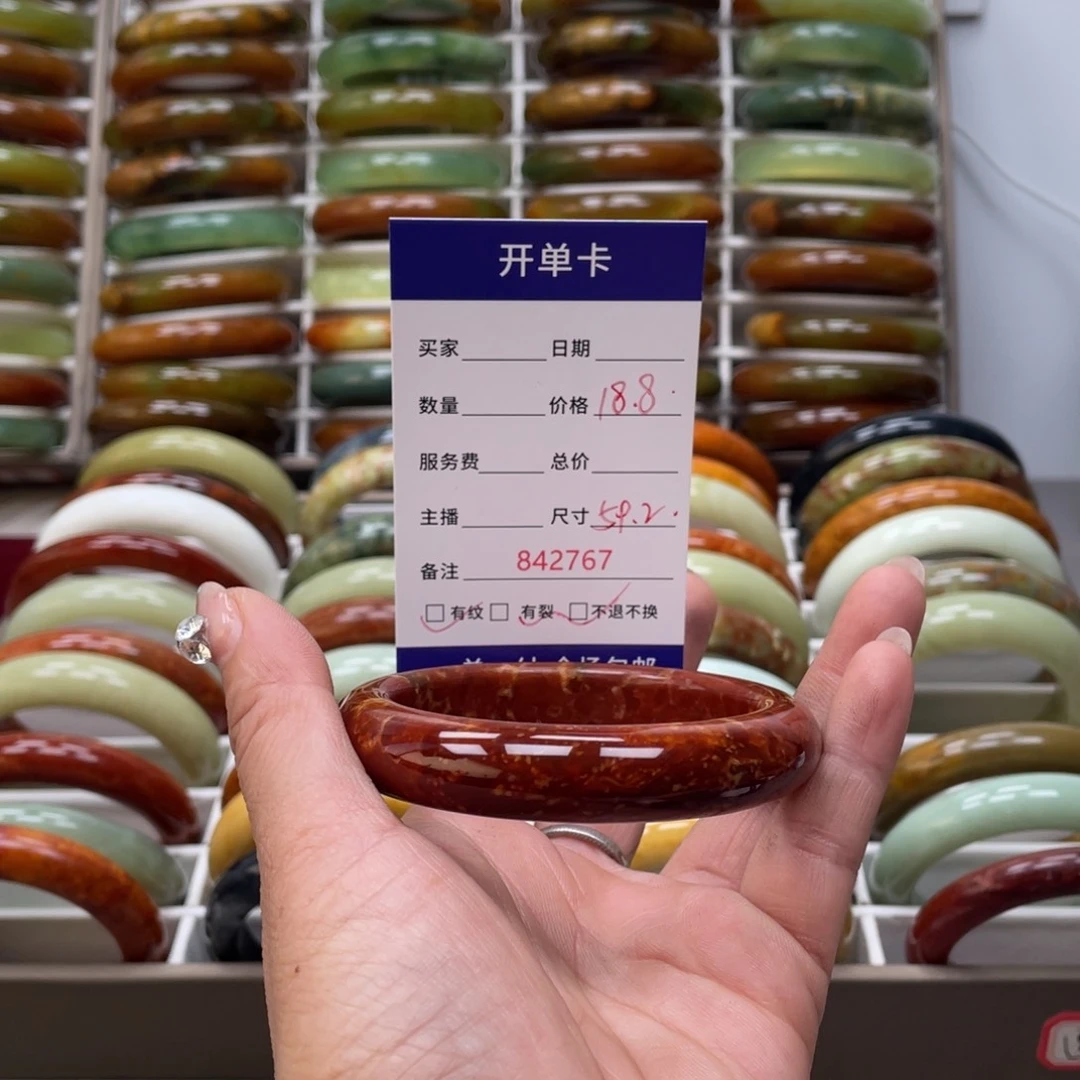 开单卡
买家 日期
数量 价格 18.8
服务费 总价
主播 尺寸 59.2
备注 842767
有纹 有裂 不退不换